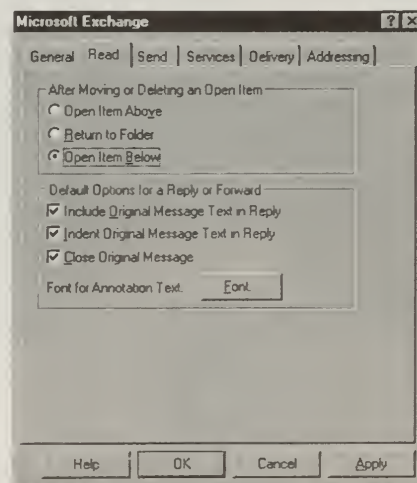 Microsoft Exchange
General Read Send Services Delivery Addressing
After Moving or Deleting an Open Item
Open Item Above
Return to Folder
Open Item Below
Default Options for a Reply or Forward
Include Original Message Text in Reply
Indent Original Message Text in Reply
Close Original Message
Font for Annotation Text: Font
Help OK Cancel Apply